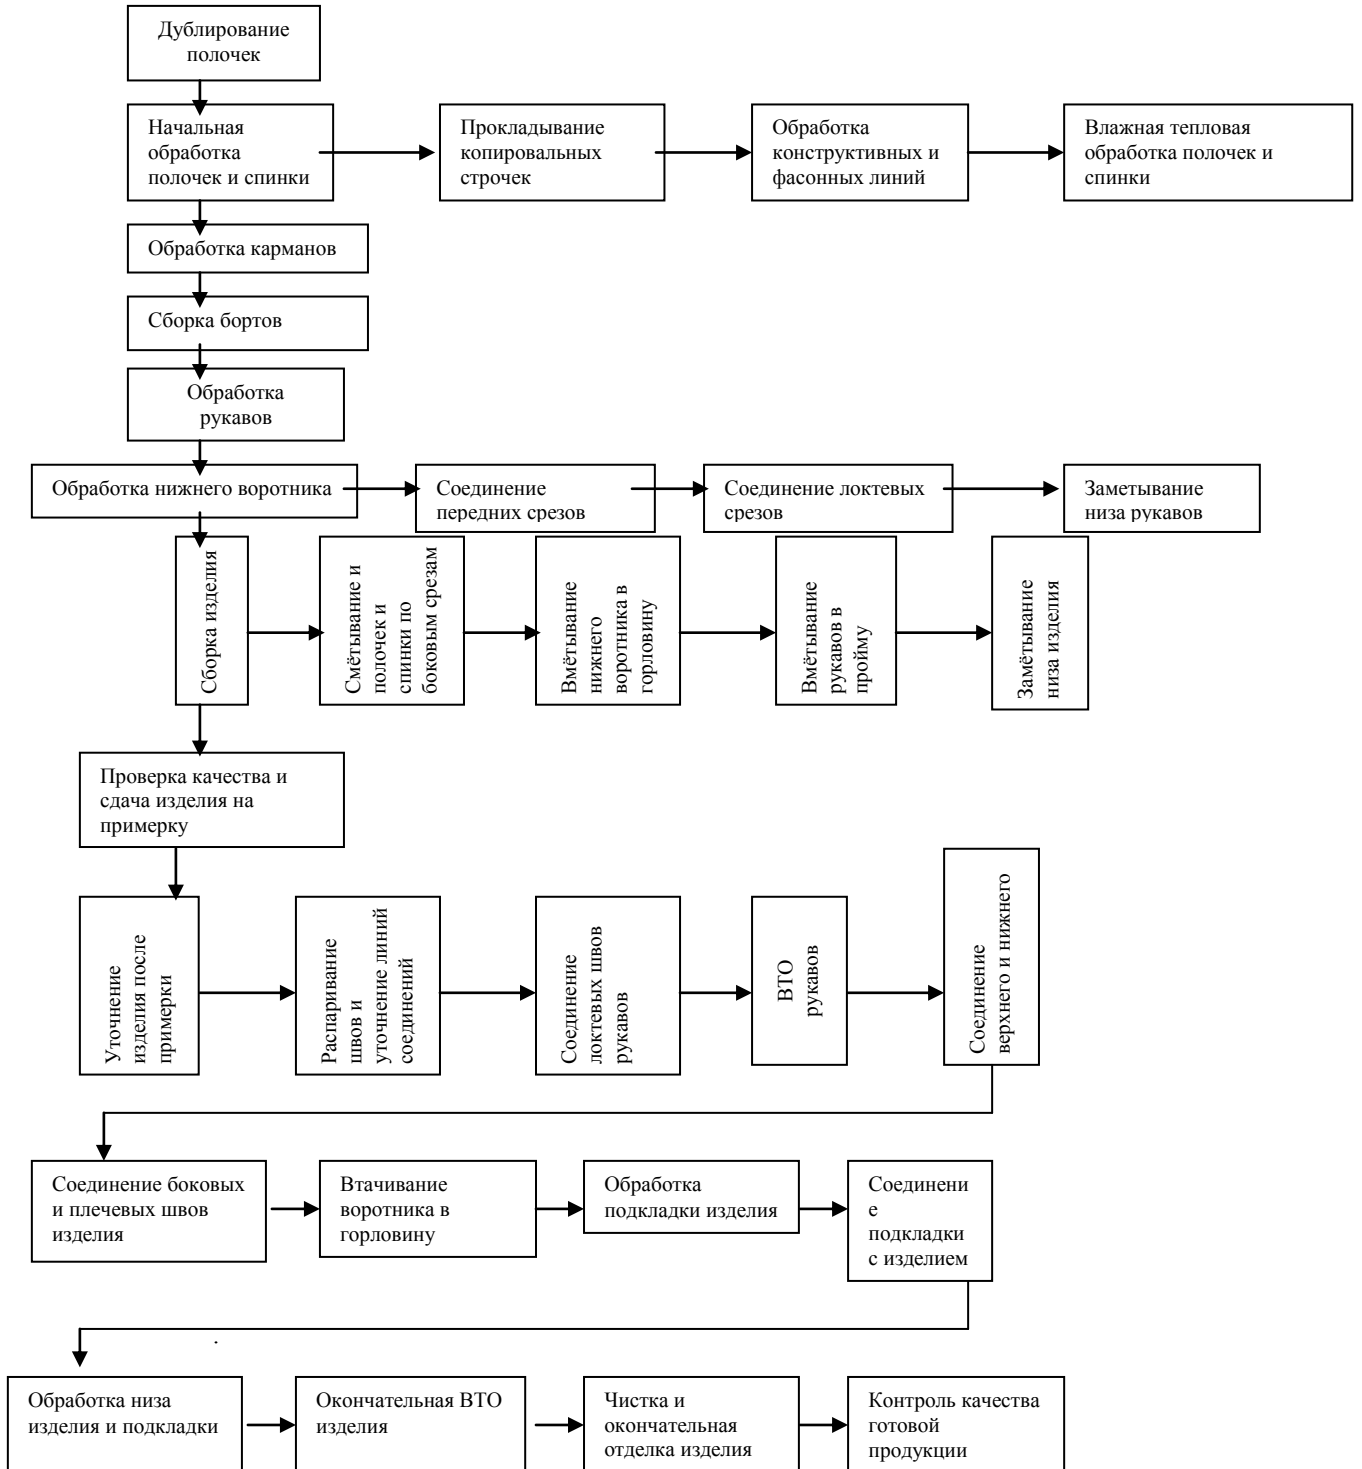 Дублирование
полочек
Начальная
обработка
полочек и спинки
Прокладывание
копировальных
строчек
Обработка
конструктивных и
фасонных линий
Влажная тепловая
обработка полочек и
спинки
Обработка карманов
Сборка бортов
Обработка
рукавов
Обработка нижнего воротника
Соединение
передних срезов
Соединение локтевых
срезов
Заметывание
низа рукавов
Сборка изделия
Смётывание и
полочек и
спинки по
боковым срезам
Вмётывание
нижнего
воротника в
горловину
Вмётывание
рукавов в
пройму
Замётывание
низа изделия
Проверка качества и
сдача изделия на
примерку
Уточнение
изделия после
примерки
Распаривание
швов и
уточнение линий
соединений
Соединение
локтевых швов
рукавов
ВТО
рукавов
Соединение
верхнего и нижнего
Соединение боковых
и плечевых швов
изделия
Втачивание
воротника в
горловину
Обработка
подкладки изделия
Соединени
е
подкладки
с изделием
Обработка низа
изделия и подкладки
Окончательная ВТО
изделия
Чистка и
окончательная
отделка изделия
Контроль качества
готовой
продукции